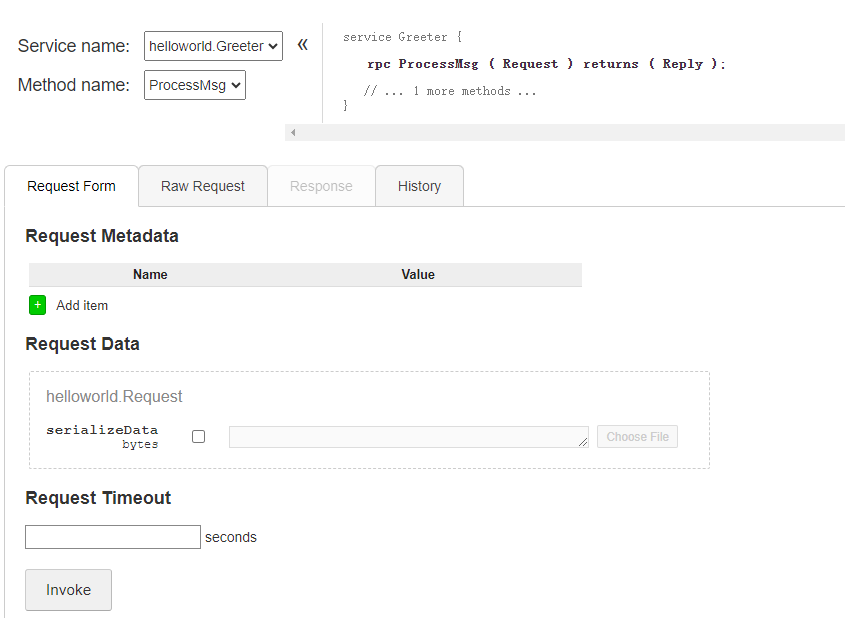 Service name: helloworld.Greeter «
Method name: ProcessMsg
service Greeter {
rpc ProcessMsg ( Request ) returns ( Reply );
// ... 1 more methods ...
}
Request Form Raw Request Response History
Request Metadata
Name Value
+ Add item
Request Data
helloworld.Request
serializeData
bytes
Choose File
Request Timeout
seconds
Invoke